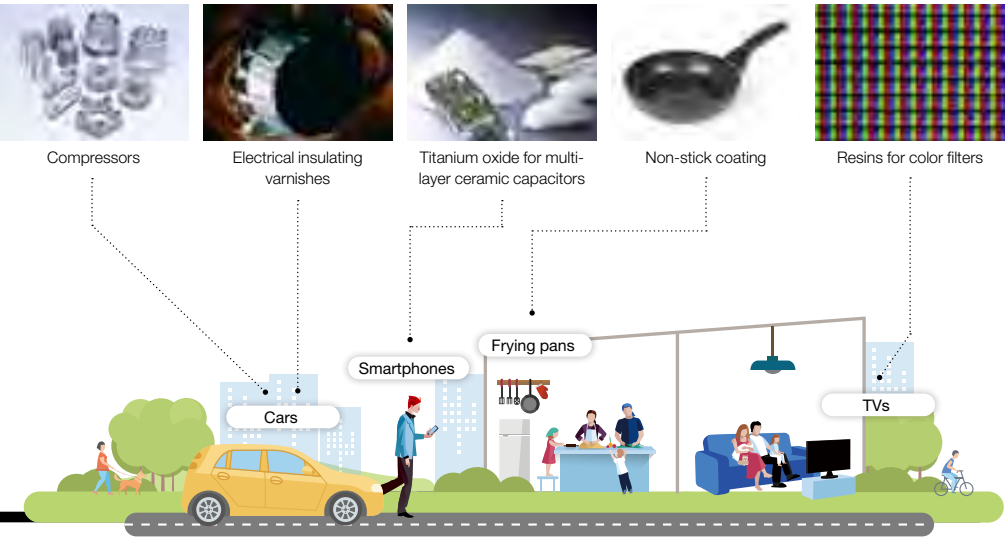 Compressors
Electrical insulating
varnishes
Titanium oxide for multi-
layer ceramic capacitors
Non-stick coating
Resins for color filters
Frying pans
Smartphones
TVs
Cars